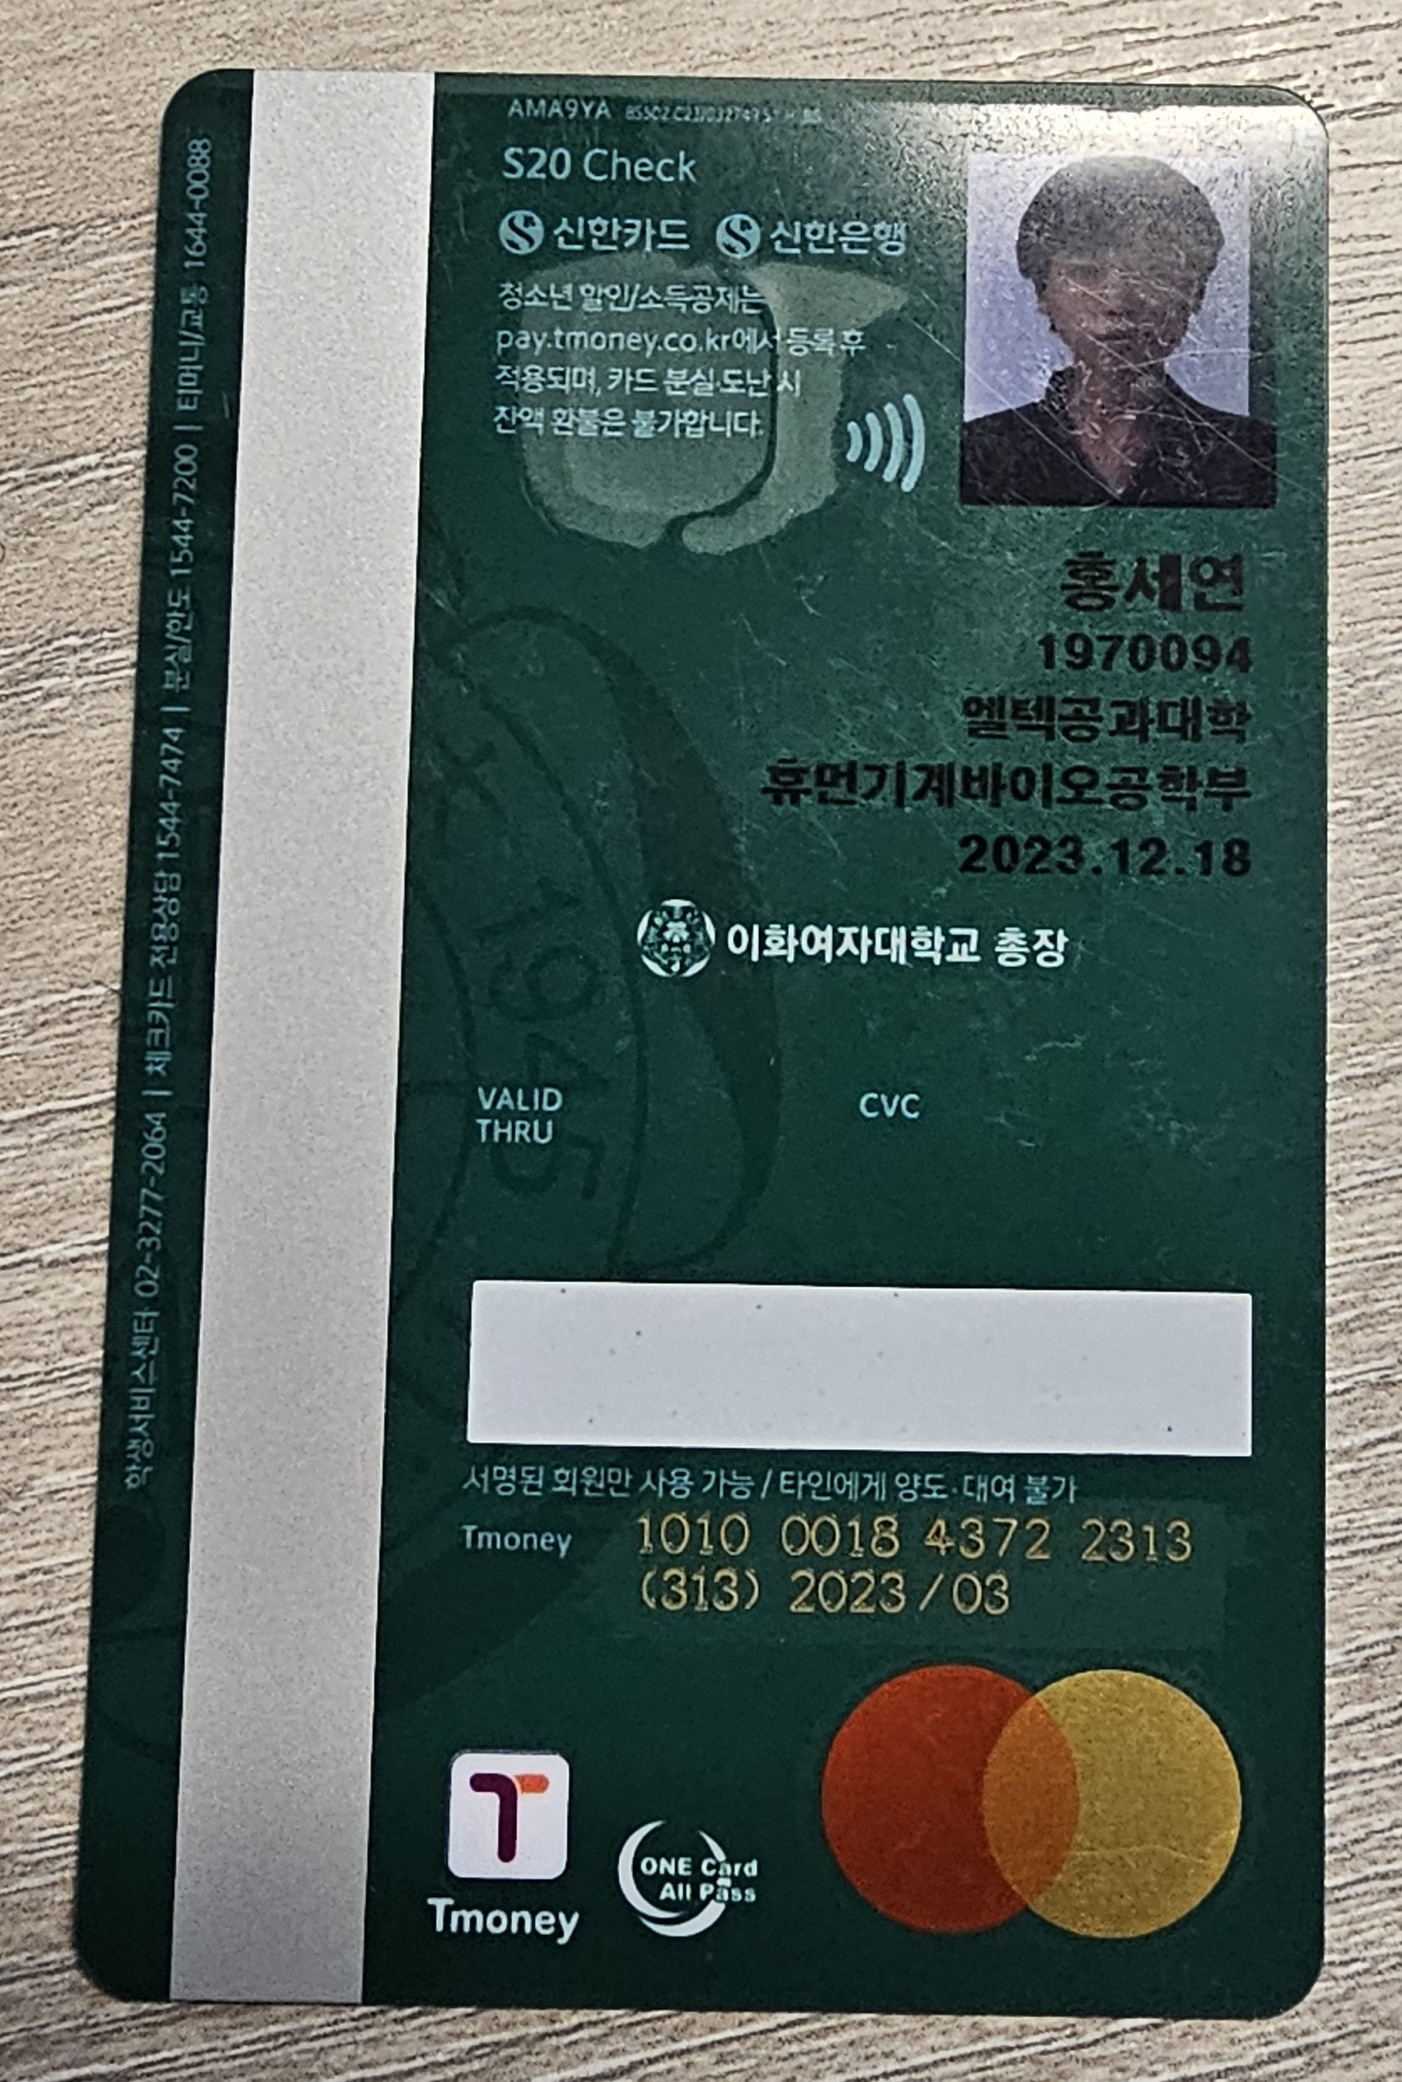 AMA9YA
S20 Check
신한카드 신한은행
청소년 할인/소득공제는
pay.tmoney.co.kr에서 등록 후
적용되며, 카드 분실·도난 시
잔액 환불은 불가합니다.
홍세연
1970094
엘텍공과대학
휴먼기계바이오공학부
2023.12.18
이화여자대학교 총장
1945
VALID
THRU
CVC
서명된 회원만 사용 가능 / 타인에게 양도·대여 불가
Tmoney 1010 0018 4372 2313
(313) 2023/03
Tmoney
ONE Card
All Pass
학생서비스센터 02-3277-2064 | 체크카드 전용상담 1544-7474 | 분실/한도 1544-7200 | 티머니/교통 1644-0088